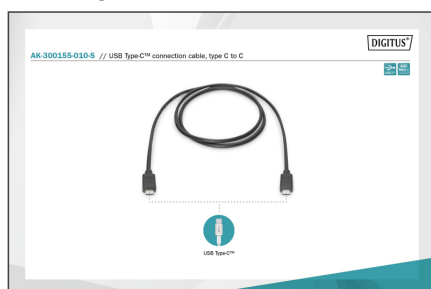 DIGITUS®
AK-300155-010-S // USB Type-C™ connection cable, type C to C
USB Type-C™